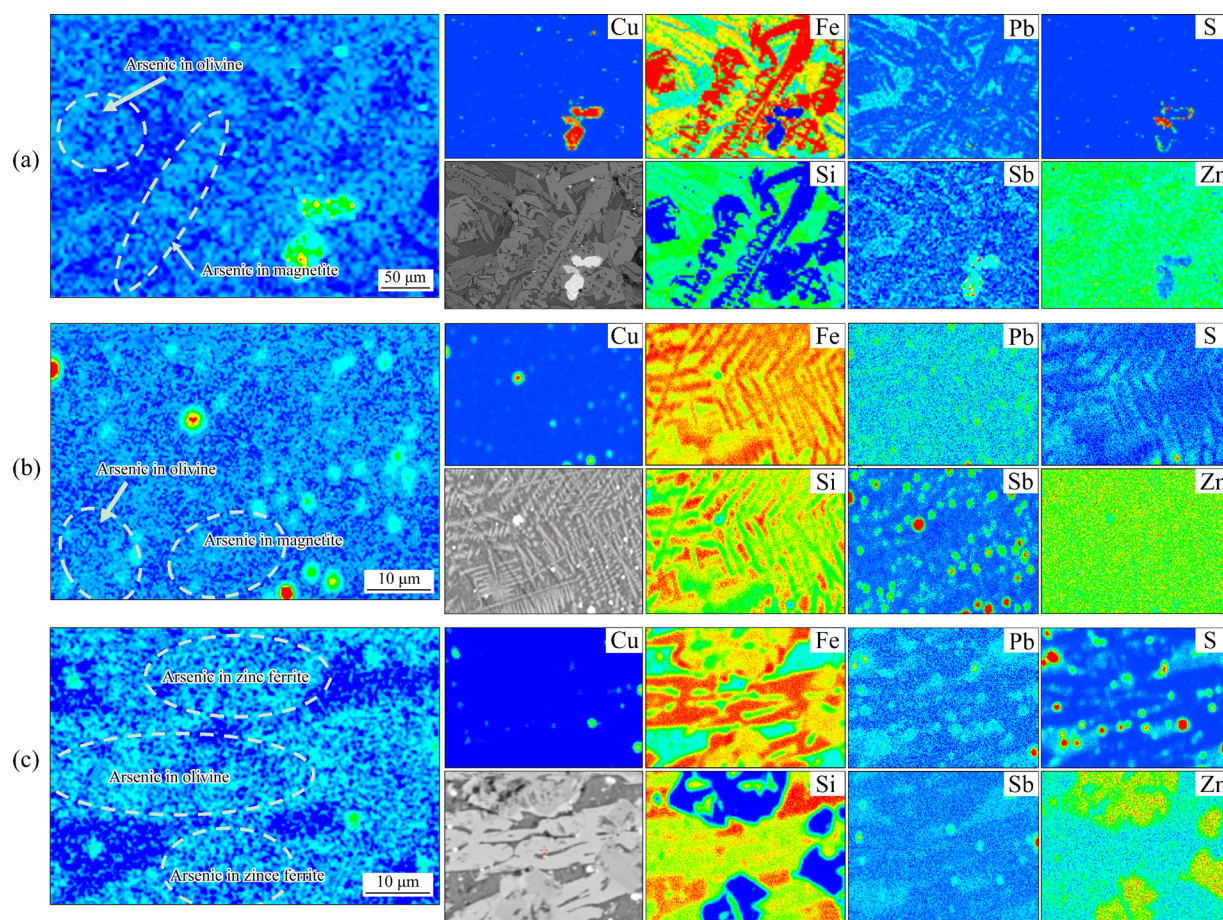 Arsenic in olivine
Arsenic in magnetite
50 μm
(a)
Cu
Fe
Pb
S
Si
Sb
Zn
Arsenic in olivine
Arsenic in magnetite
10 μm
(b)
Cu
Fe
Pb
S
Si
Sb
Zn
Arsenic in zinc ferrite
Arsenic in olivine
Arsenic in zince ferrite
10 μm
(c)
Cu
Fe
Pb
S
Si
Sb
Zn